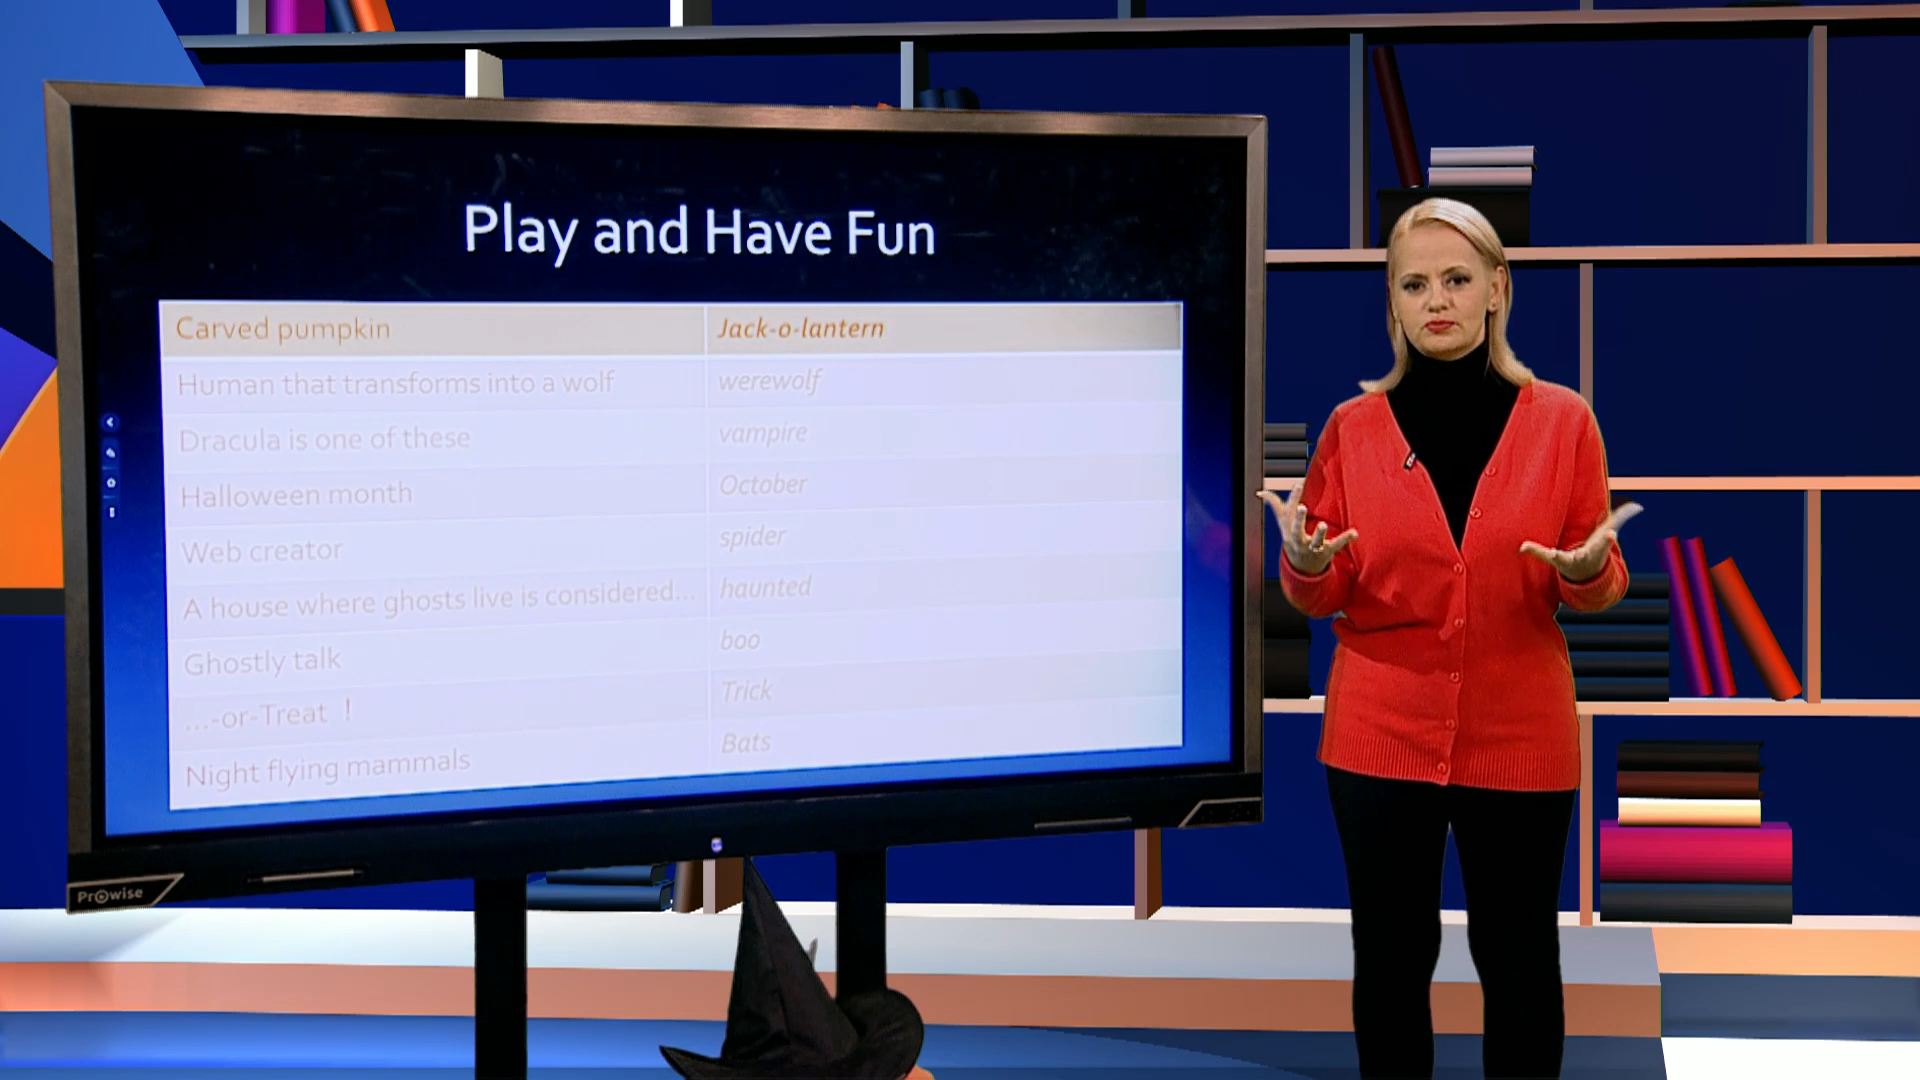 Play and Have Fun
Carved pumpkin Jack-o-lantern
Human that transforms into a wolf werewolf
Dracula is one of these vampire
Halloween month October
Web creator spider
A house where ghosts live is considered... haunted
Ghostly talk boo
...-or-Treat ! Trick
Night flying mammals Bats
Prowise